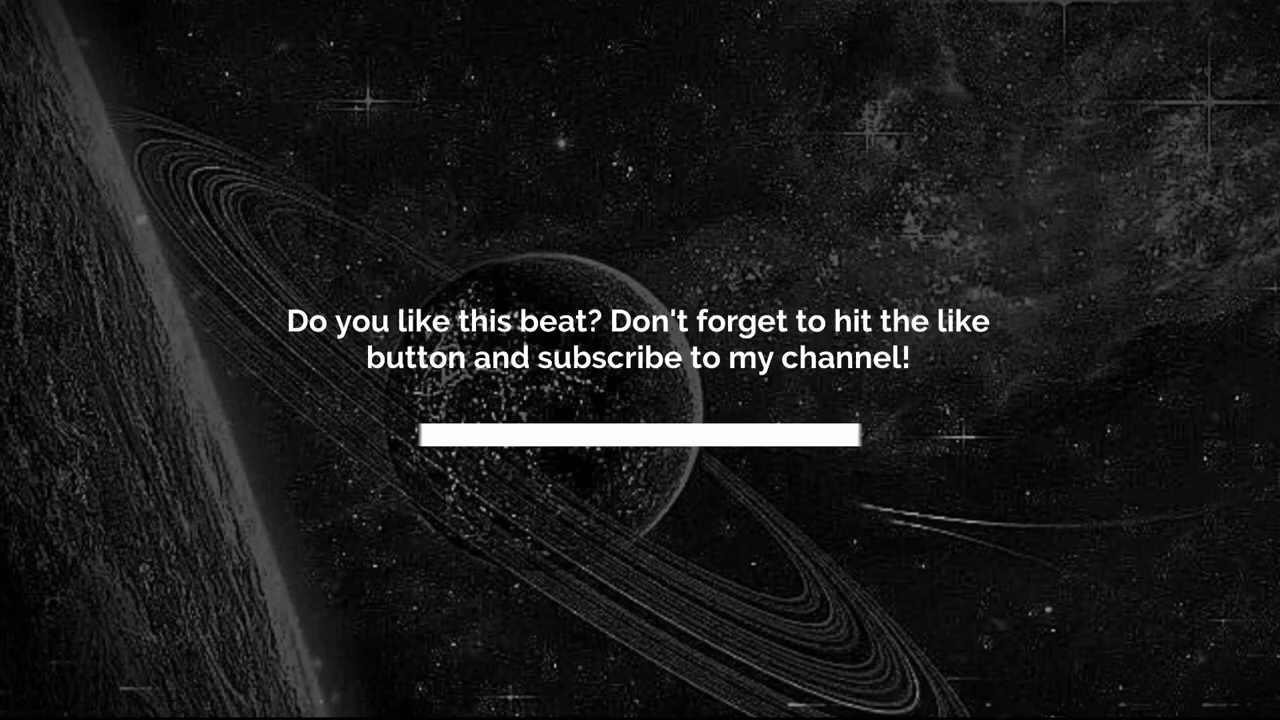 Do you like this beat? Don't forget to hit the like
button and subscribe to my channel!